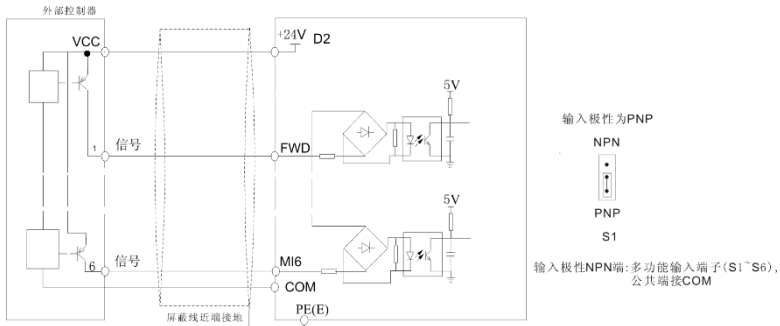 外部控制器
VCC
+24V D2
5V
1
信号
FWD
5V
6
信号
MI6
COM
PE(E)
屏蔽线近端接地
输入极性为PNP
NPN
PNP
S1
输入极性NPN端:多功能输入端子(S1~S6),
公共端接COM